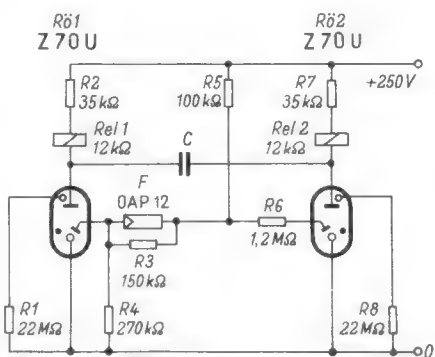 Rö1
Z70U
Rö2
Z70U
R2
35kΩ
R5
100kΩ
R7
35kΩ
+250V
Rel 1
12kΩ
C
Rel 2
12kΩ
F
OAP 12
R6
1,2MΩ
R3
150kΩ
R1
22MΩ
R4
270kΩ
R8
22MΩ
0